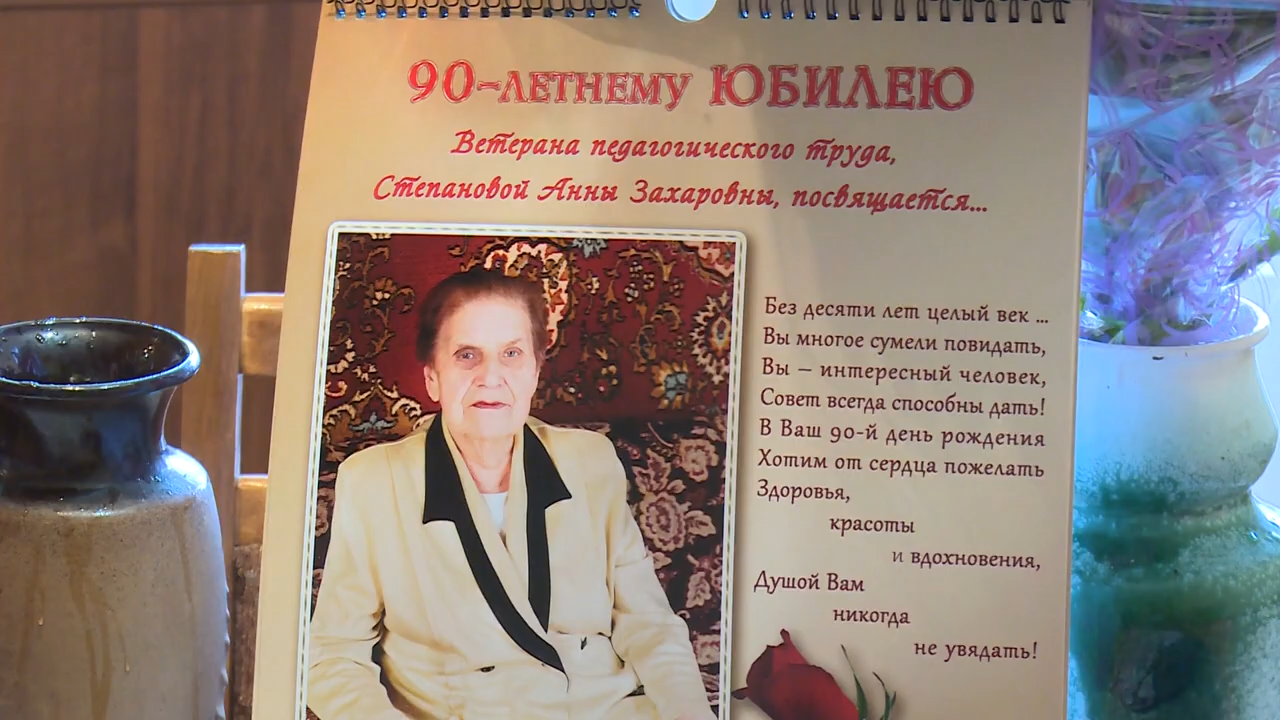 90-ЛЕТНЕМУ ЮБИЛЕЮ
Ветерана педагогического труда,
Степановой Анны Захаровны, посвящается...
Без десяти лет целый век ...
Вы многое сумели повидать,
Вы – интересный человек,
Совет всегда способны дать!
В Ваш 90-й день рождения
Хотим от сердца пожелать
Здоровья,
красоты
и вдохновения,
Душой Вам
никогда
не увядать!